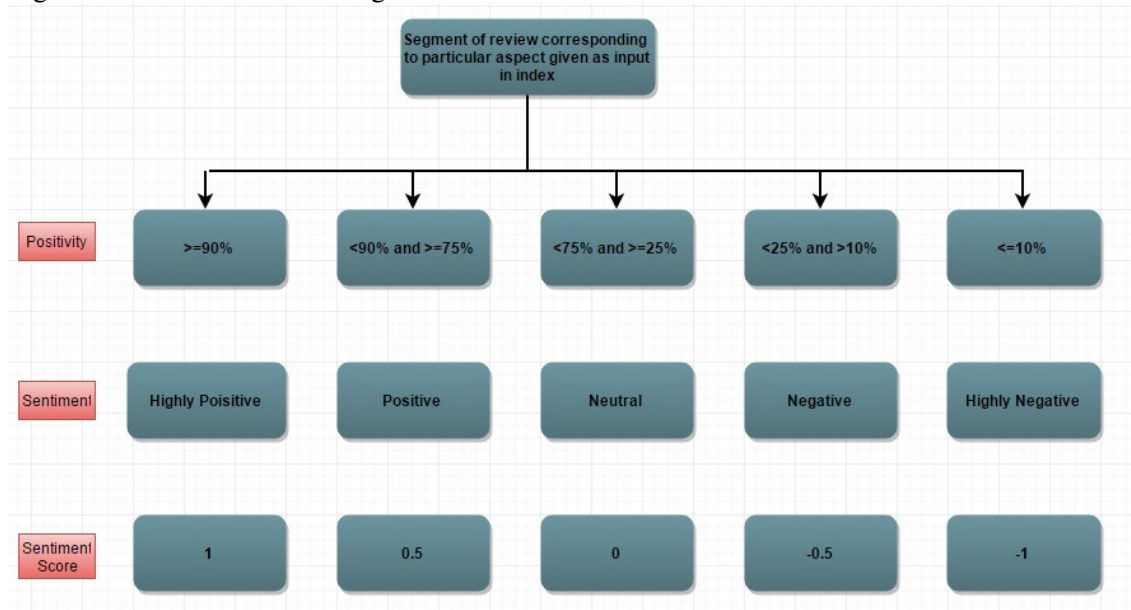 Segment of review corresponding
to particular aspect given as input
in index
Positivity
>=90%
<90% and >=75%
<75% and >=25%
<25% and >10%
<=10%
Sentiment
Highly Poisitive
Positive
Neutral
Negative
Highly Negative
Sentiment
Score
1
0.5
0
-0.5
-1